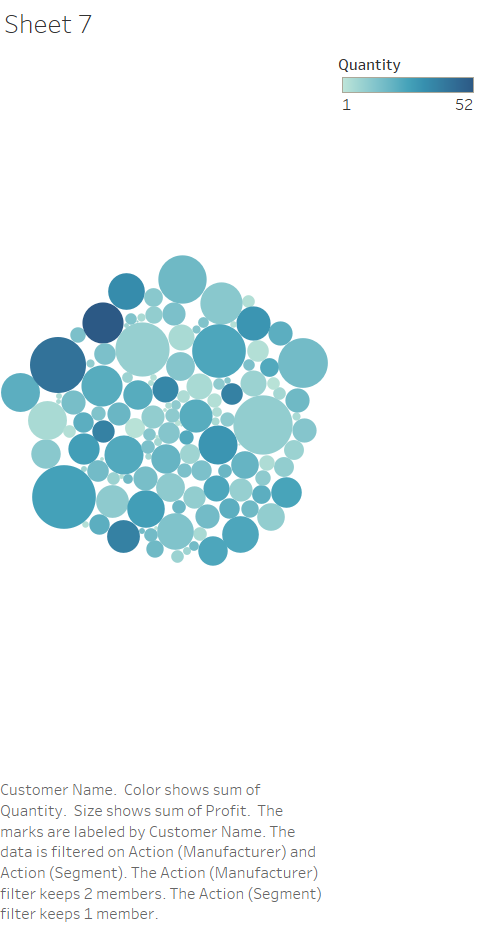 Sheet 7
Quantity
1 52
Customer Name.  Color shows sum of
Quantity.  Size shows sum of Profit.  The
marks are labeled by Customer Name. The
data is filtered on Action (Manufacturer) and
Action (Segment). The Action (Manufacturer)
filter keeps 2 members. The Action (Segment)
filter keeps 1 member.